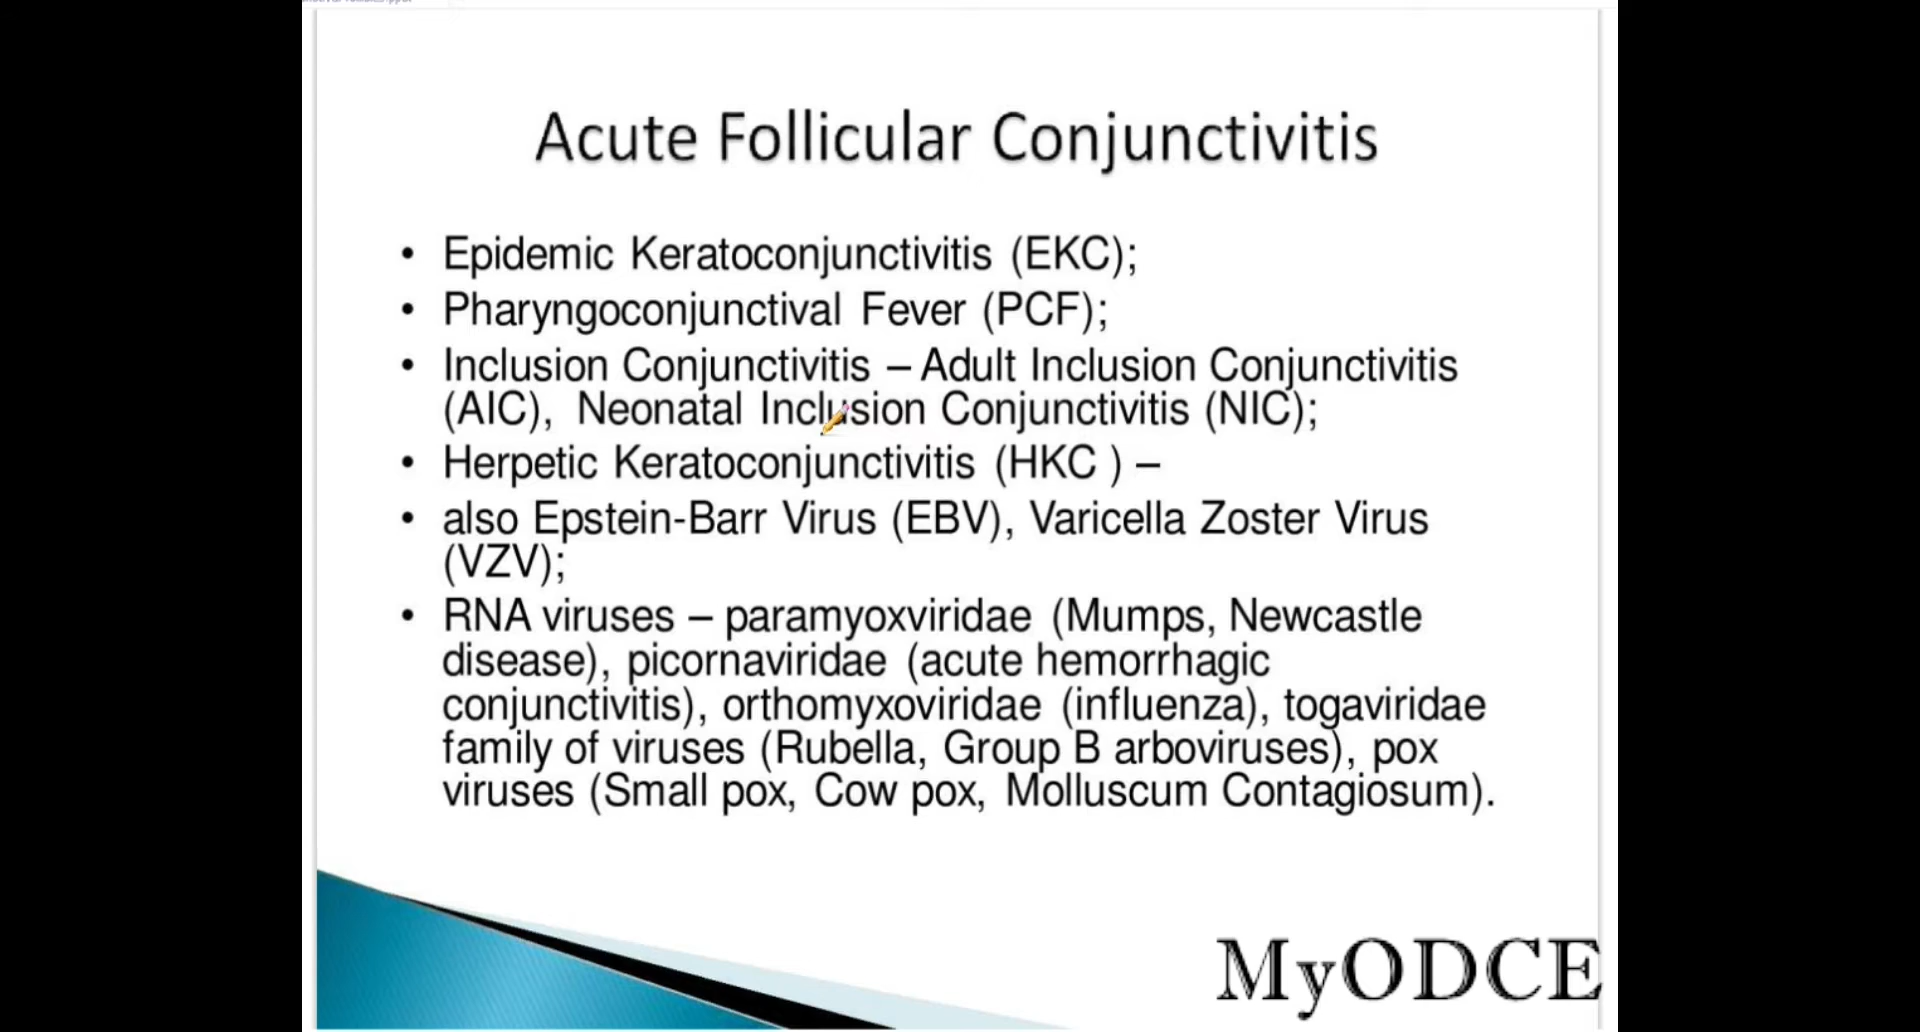 Acute Follicular Conjunctivitis
• Epidemic Keratoconjunctivitis (EKC);
• Pharyngoconjunctival Fever (PCF);
• Inclusion Conjunctivitis – Adult Inclusion Conjunctivitis
(AIC), Neonatal Inclusion Conjunctivitis (NIC);
• Herpetic Keratoconjunctivitis (HKC ) –
• also Epstein-Barr Virus (EBV), Varicella Zoster Virus
(VZV);
• RNA viruses – paramyoxviridae (Mumps, Newcastle
disease), picornaviridae (acute hemorrhagic
conjunctivitis), orthomyxoviridae (influenza), togaviridae
family of viruses (Rubella, Group B arboviruses), pox
viruses (Small pox, Cow pox, Molluscum Contagiosum).
MyODCE